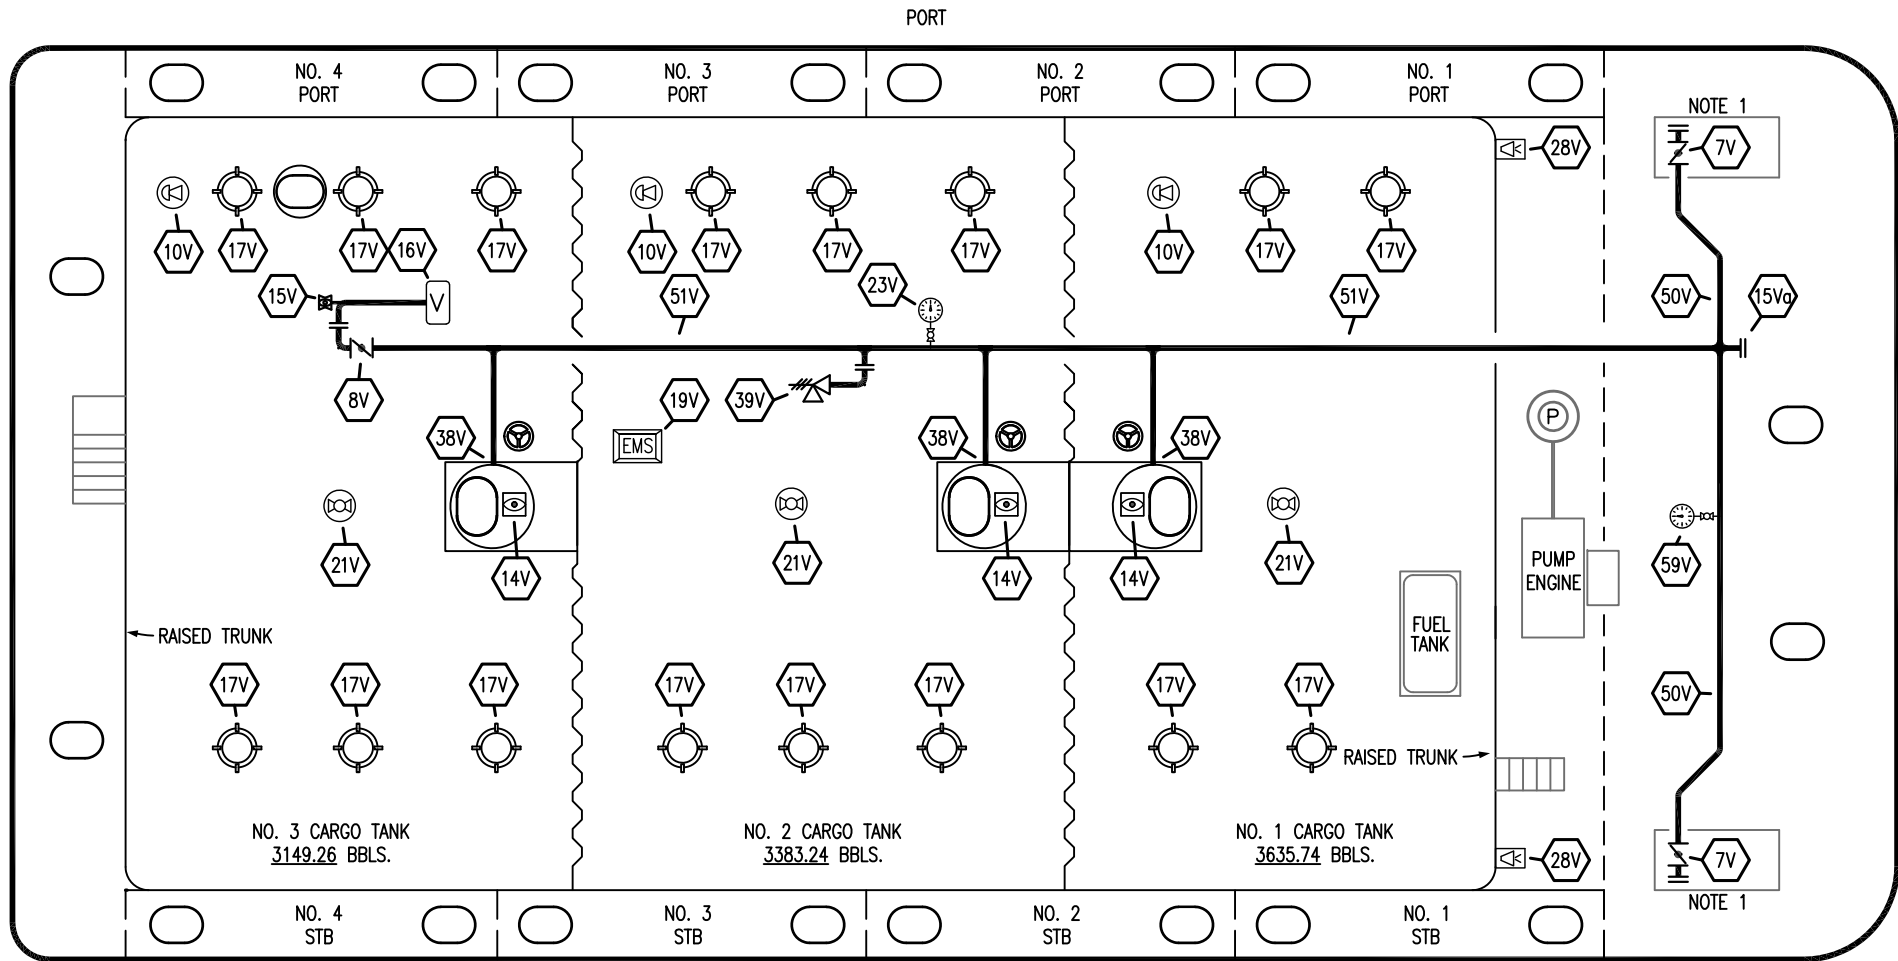 PORT
NO. 4
PORT
NO. 3
PORT
NO. 2
PORT
NO. 1
PORT
NOTE 1
7V
28V
10V
17V
17V
16V
17V
10V
17V
17V
17V
10V
17V
17V
15V
V
51V
23V
51V
50V
15Va
8V
19V
39V
EMS
38V
38V
38V
P
21V
14V
21V
14V
14V
21V
PUMP
ENGINE
59V
RAISED TRUNK
FUEL
TANK
17V
17V
17V
17V
17V
17V
17V
17V
50V
RAISED TRUNK
NO. 3 CARGO TANK
3149.26 BBLS.
NO. 2 CARGO TANK
3383.24 BBLS.
NO. 1 CARGO TANK
3635.74 BBLS.
28V
7V
NOTE 1
NO. 4
STB
NO. 3
STB
NO. 2
STB
NO. 1
STB